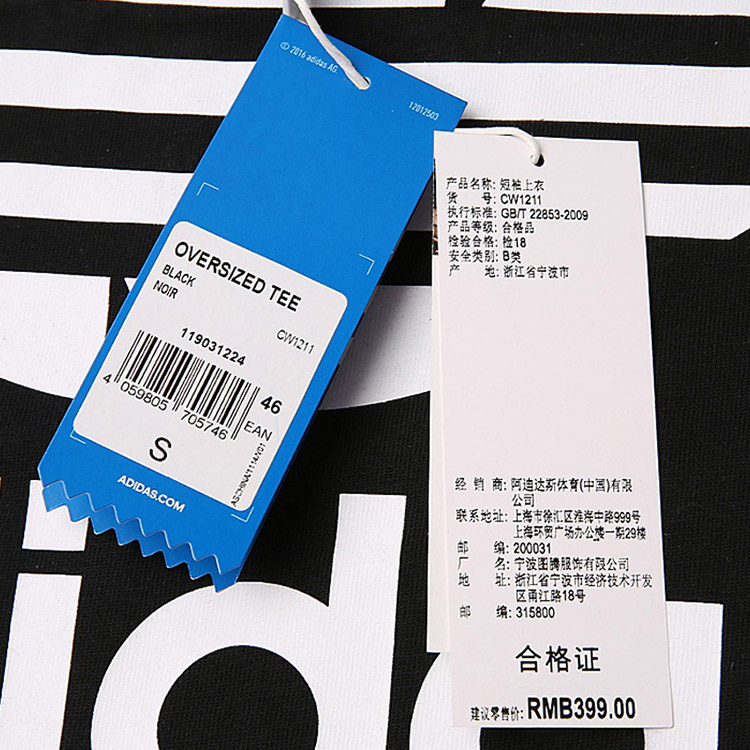 © 2016 adidas AG.
12012503
OVERSIZED TEE
BLACK
NOIR
CW1211
119031224
46
4 059805 705746
EAN
S
ASCHINA/1114/V01
ADIDAS.COM
产品名称: 短袖上衣
货 号: CW1211
执行标准: GB/T 22853-2009
产品等级: 合格品
检验合格: 检18
安全类别: B类
产 地: 浙江省宁波市
经 销 商: 阿迪达斯体育(中国)有限
公司
联系地址: 上海市徐汇区淮海中路999号
上海环贸广场办公楼一期29楼
邮 编: 200031
厂 名: 宁波图腾服饰有限公司
地 址: 浙江省宁波市经济技术开发
区甬江路18号
邮 编: 315800
合格证
建议零售价: RMB399.00
ida